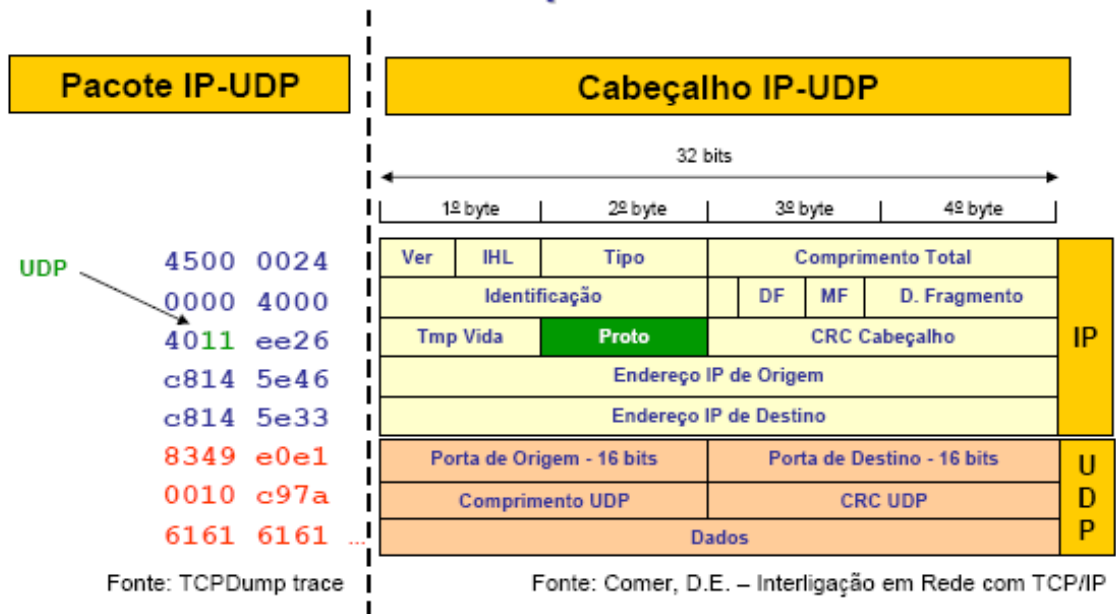 Pacote IP-UDP
Cabeçalho IP-UDP
32 bits
1º byte 2º byte 3º byte 4º byte
UDP
4500 0024
0000 4000
4011 ee26
c814 5e46
c814 5e33
8349 e0e1
0010 c97a
6161 6161 ...
Ver IHL Tipo Comprimento Total
Identificação DF MF D. Fragmento
Tmp Vida Proto CRC Cabeçalho
Endereço IP de Origem
Endereço IP de Destino
IP
Porta de Origem - 16 bits Porta de Destino - 16 bits
Comprimento UDP CRC UDP
Dados
UDP
Fonte: TCPDump trace
Fonte: Comer, D.E. – Interligação em Rede com TCP/IP